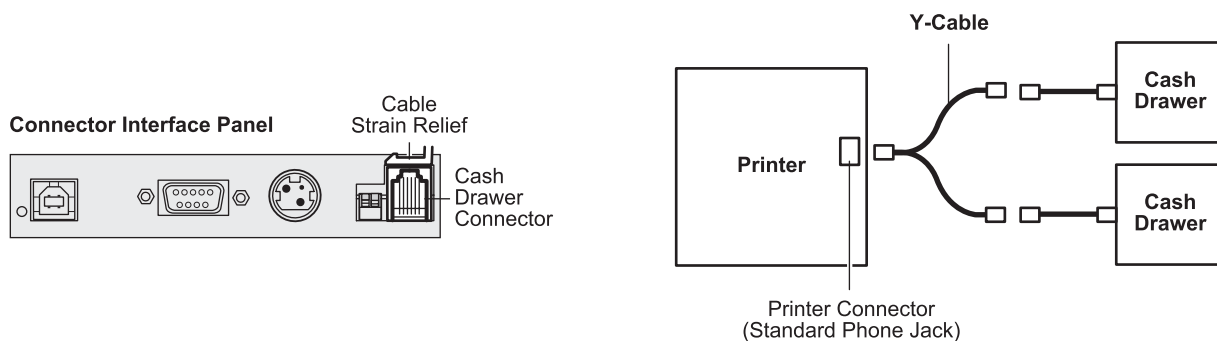 Connector Interface Panel
Cable
Strain Relief
Cash
Drawer
Connector
Y-Cable
Printer
Cash
Drawer
Cash
Drawer
Printer Connector
(Standard Phone Jack)